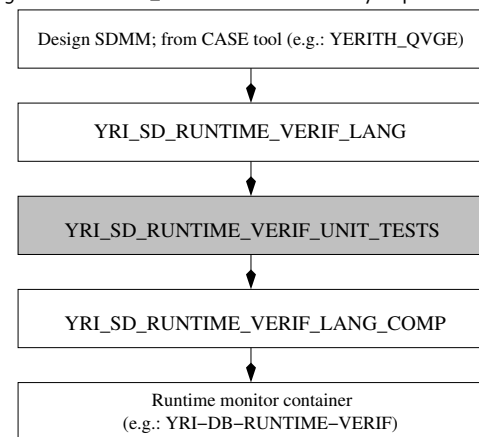 Design SDMM; from CASE tool (e.g.: YERITH_QVGE)
YRI_SD_RUNTIME_VERIF_LANG
YRI_SD_RUNTIME_VERIF_UNIT_TESTS
YRI_SD_RUNTIME_VERIF_LANG_COMP
Runtime monitor container
(e.g.: YRI−DB−RUNTIME−VERIF)